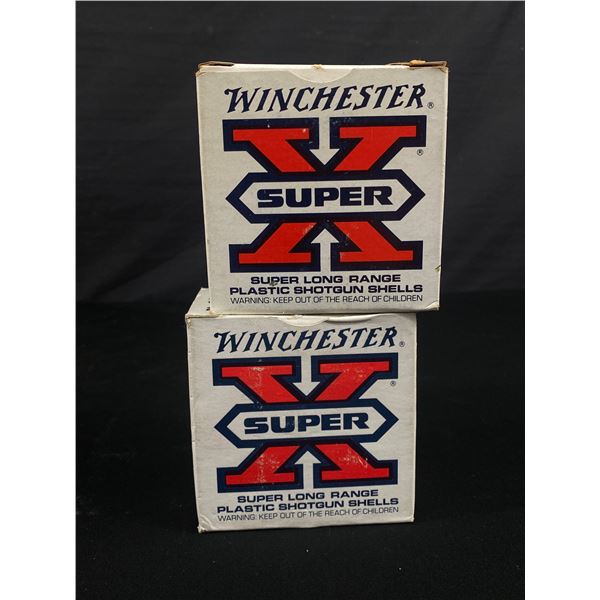 WINCHESTER®
®
SUPER
SUPER LONG RANGE
PLASTIC SHOTGUN SHELLS
WARNING: KEEP OUT OF THE REACH OF CHILDREN
WINCHESTER®
®
SUPER
SUPER LONG RANGE
PLASTIC SHOTGUN SHELLS
WARNING: KEEP OUT OF THE REACH OF CHILDREN